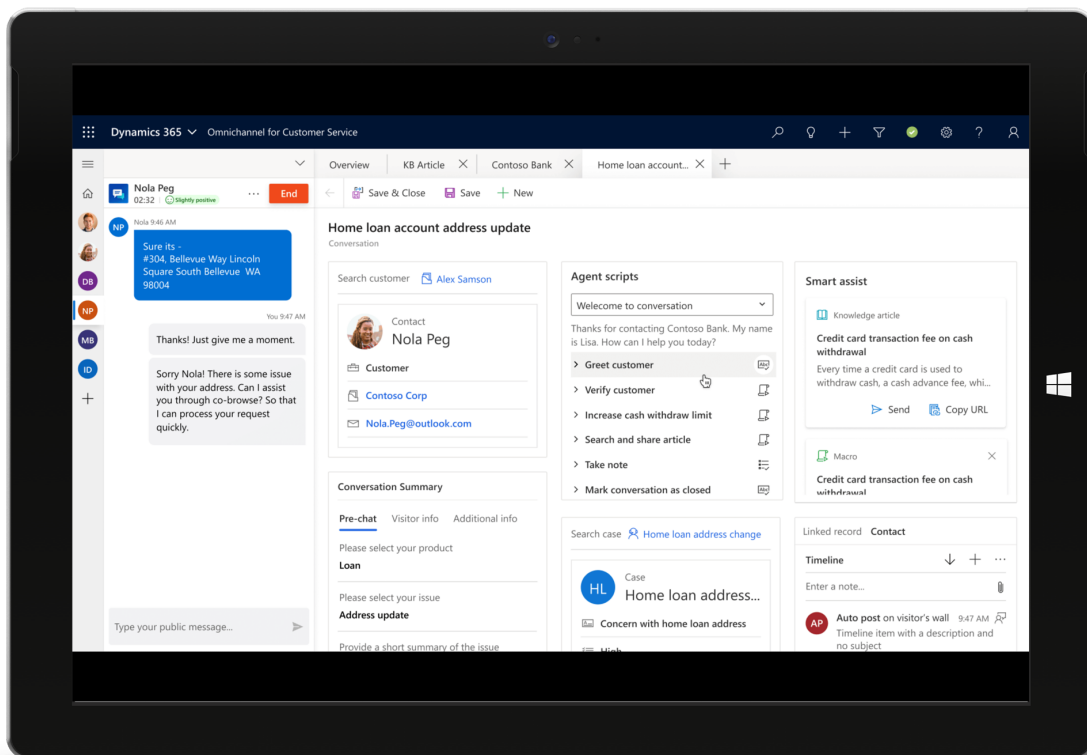 Dynamics 365 Omnichannel for Customer Service
Overview KB Article Contoso Bank Home loan account...
Nola Peg
02:32 Slightly positive
End
Save & Close Save New
NP
Nola 9:46 AM
Sure its -
#304, Bellevue Way Lincoln
Square South Bellevue WA
98004
You 9:47 AM
Thanks! Just give me a moment.
Sorry Nola! There is some issue
with your address. Can I assist
you through co-browse? So that
I can process your request
quickly.
DB
NP
MB
ID
Type your public message...
Home loan account address update
Conversation
Search customer Alex Samson
Contact
Nola Peg
Customer
Contoso Corp
Nola.Peg@outlook.com
Conversation Summary
Pre-chat Visitor info Additional info
Please select your product
Loan
Please select your issue
Address update
Provide a short summary of the issue
Agent scripts
Welcome to conversation
Thanks for contacting Contoso Bank. My name
is Lisa. How can I help you today?
Greet customer
Verify customer
Increase cash withdraw limit
Search and share article
Take note
Mark conversation as closed
Search case Home loan address change
HL
Case
Home loan address...
Concern with home loan address
High
Smart assist
Knowledge article
Credit card transaction fee on cash
withdrawal
Every time a credit card is used to
withdraw cash, a cash advance fee, whi...
Send Copy URL
Macro
Credit card transaction fee on cash
withdrawal
Linked record Contact
Timeline
Enter a note...
AP
Auto post on visitor's wall 9:47 AM
Timeline item with a description and
no subject